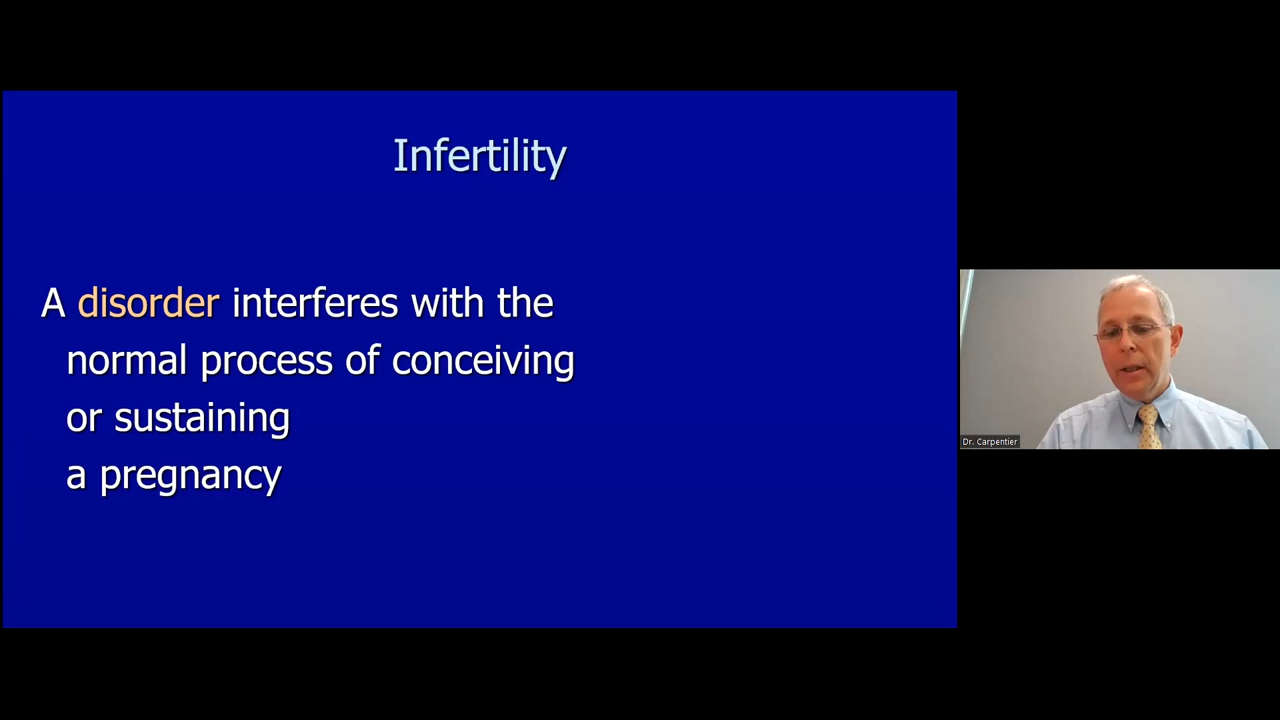 Infertility
A disorder interferes with the
normal process of conceiving
or sustaining
a pregnancy
Dr. Carpentier